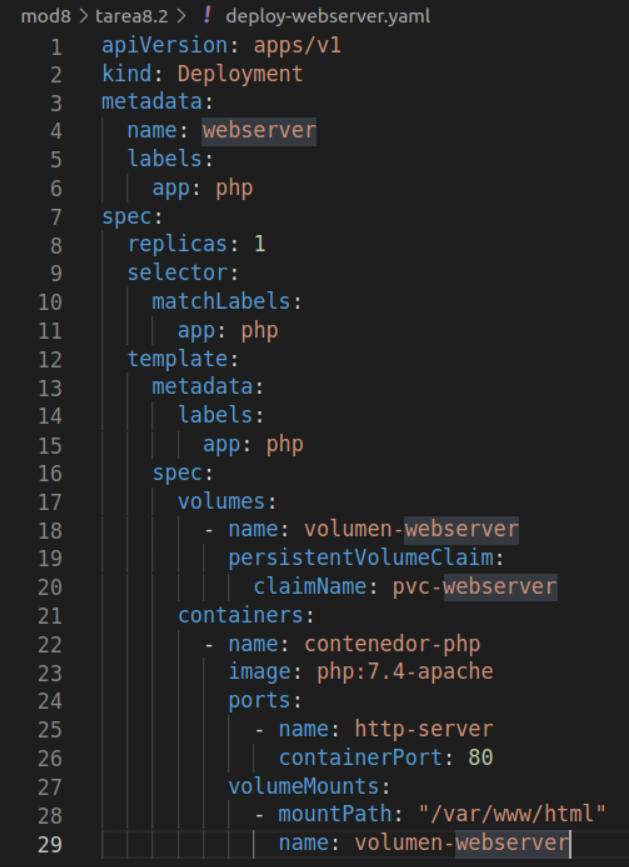 mod8 > tarea8.2 > ! deploy-webserver.yaml
1 apiVersion: apps/v1
2 kind: Deployment
3 metadata:
4   name: webserver
5   labels:
6     app: php
7 spec:
8   replicas: 1
9   selector:
10     matchLabels:
11       app: php
12   template:
13     metadata:
14       labels:
15         app: php
16     spec:
17       volumes:
18         - name: volumen-webserver
19           persistentVolumeClaim:
20             claimName: pvc-webserver
21       containers:
22         - name: contenedor-php
23           image: php:7.4-apache
24           ports:
25             - name: http-server
26               containerPort: 80
27           volumeMounts:
28             - mountPath: "/var/www/html"
29               name: volumen-webserver